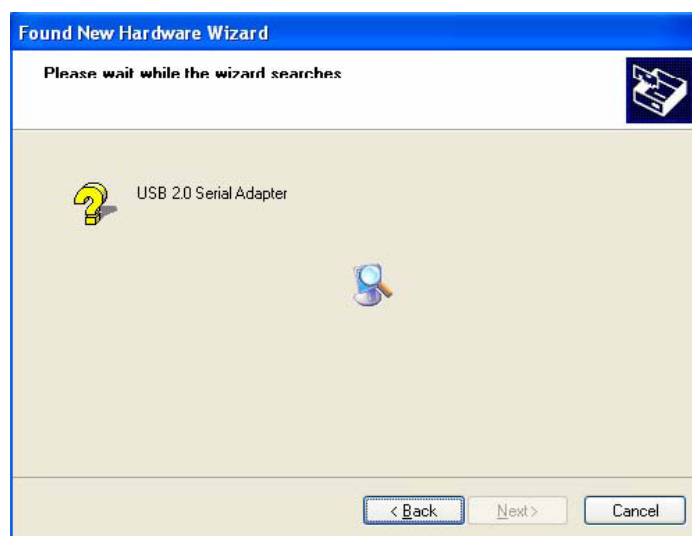 Found New Hardware Wizard
Please wait while the wizard searches
USB 2.0 Serial Adapter
< Back
Next >
Cancel